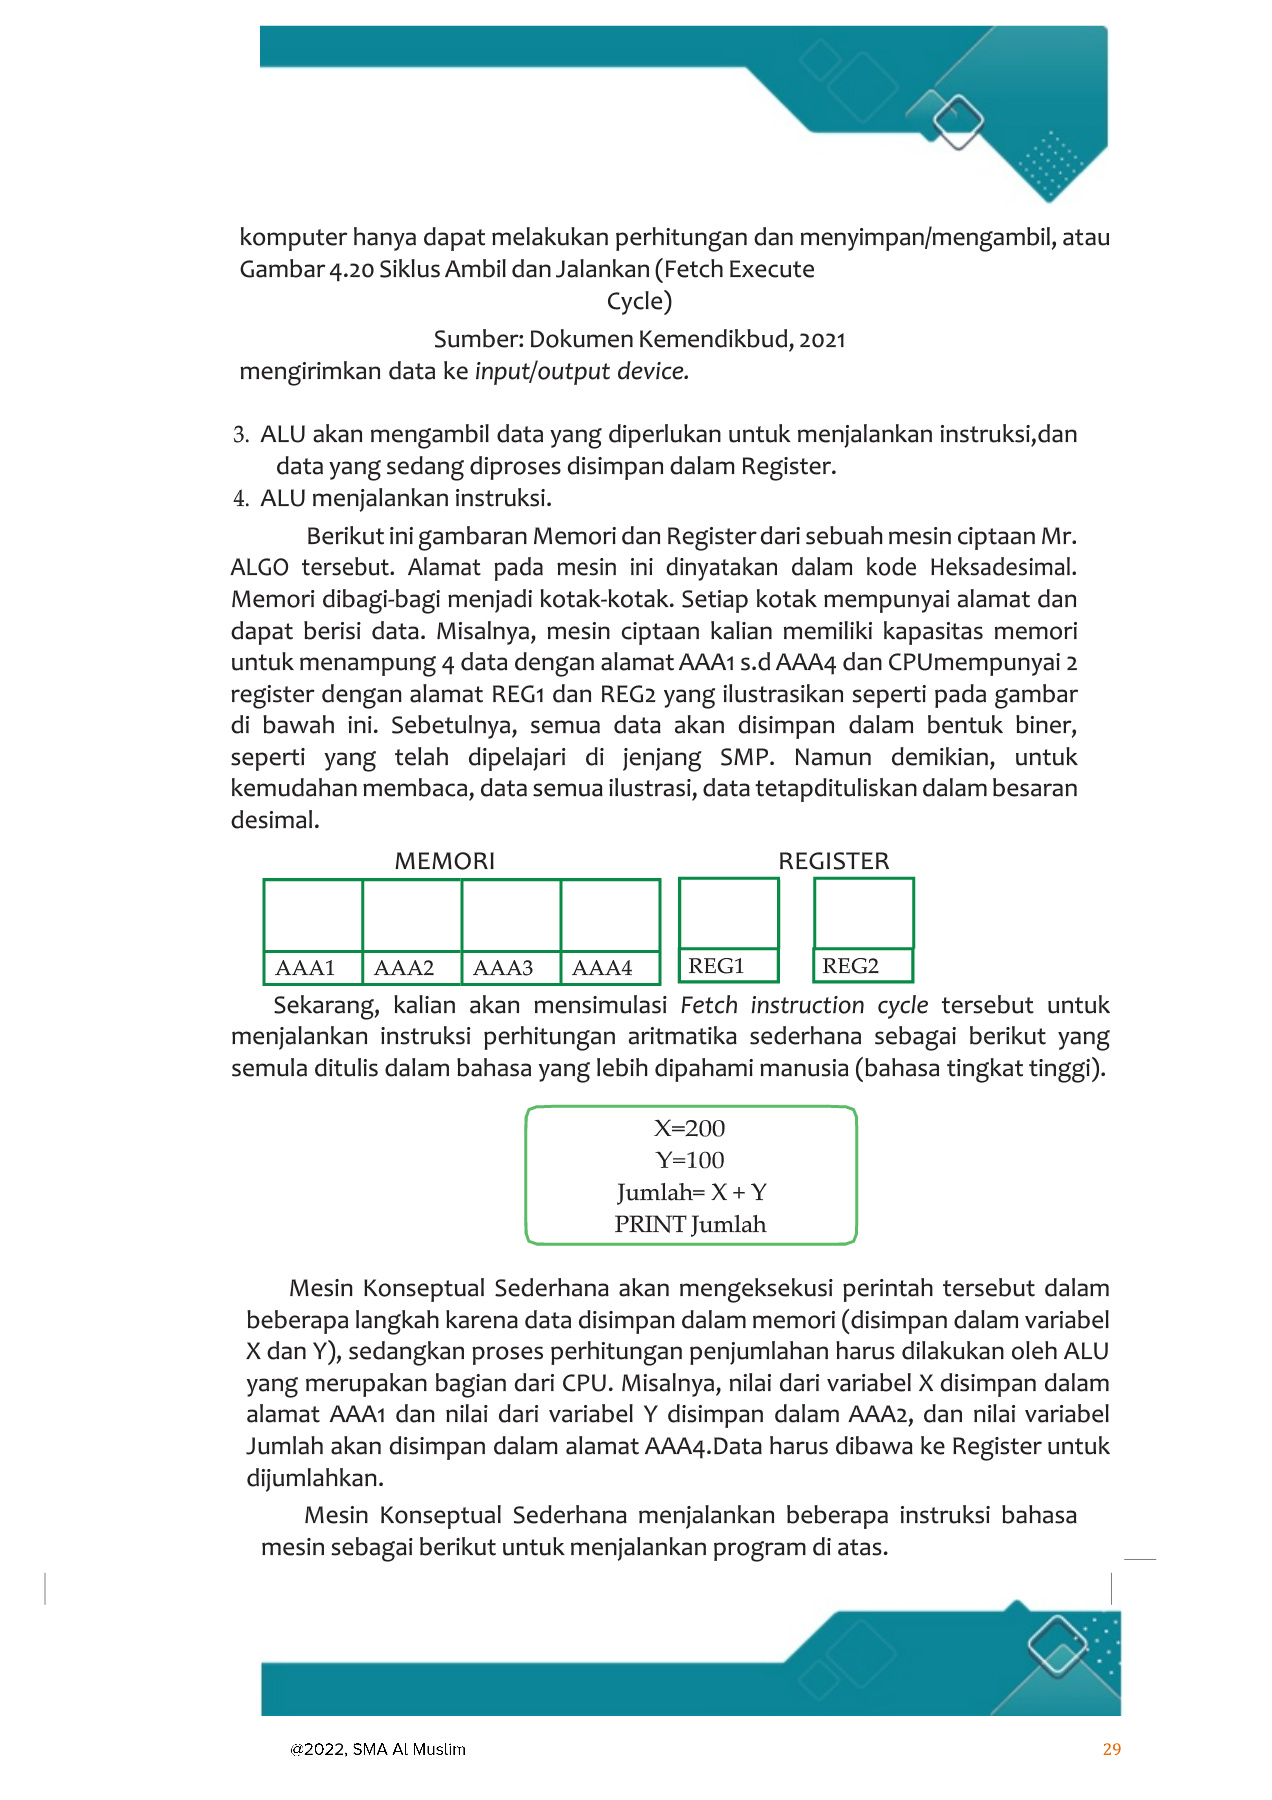 komputer hanya dapat melakukan perhitungan dan menyimpan/mengambil, atau
Gambar 4.20 Siklus Ambil dan Jalankan (Fetch Execute
Cycle)
Sumber: Dokumen Kemendikbud, 2021
mengirimkan data ke input/output device.
3. ALU akan mengambil data yang diperlukan untuk menjalankan instruksi,dan
data yang sedang diproses disimpan dalam Register.
4. ALU menjalankan instruksi.
Berikut ini gambaran Memori dan Register dari sebuah mesin ciptaan Mr.
ALGO tersebut. Alamat pada mesin ini dinyatakan dalam kode Heksadesimal.
Memori dibagi-bagi menjadi kotak-kotak. Setiap kotak mempunyai alamat dan
dapat berisi data. Misalnya, mesin ciptaan kalian memiliki kapasitas memori
untuk menampung 4 data dengan alamat AAA1 s.d AAA4 dan CPUmempunyai 2
register dengan alamat REG1 dan REG2 yang ilustrasikan seperti pada gambar
di bawah ini. Sebetulnya, semua data akan disimpan dalam bentuk biner,
seperti yang telah dipelajari di jenjang SMP. Namun demikian, untuk
kemudahan membaca, data semua ilustrasi, data tetapdituliskan dalam besaran
desimal.
MEMORI REGISTER
AAA1 AAA2 AAA3 AAA4 REG1 REG2
Sekarang, kalian akan mensimulasi Fetch instruction cycle tersebut untuk
menjalankan instruksi perhitungan aritmatika sederhana sebagai berikut yang
semula ditulis dalam bahasa yang lebih dipahami manusia (bahasa tingkat tinggi).
X=200
Y=100
Jumlah= X + Y
PRINT Jumlah
Mesin Konseptual Sederhana akan mengeksekusi perintah tersebut dalam
beberapa langkah karena data disimpan dalam memori (disimpan dalam variabel
X dan Y), sedangkan proses perhitungan penjumlahan harus dilakukan oleh ALU
yang merupakan bagian dari CPU. Misalnya, nilai dari variabel X disimpan dalam
alamat AAA1 dan nilai dari variabel Y disimpan dalam AAA2, dan nilai variabel
Jumlah akan disimpan dalam alamat AAA4.Data harus dibawa ke Register untuk
dijumlahkan.
Mesin Konseptual Sederhana menjalankan beberapa instruksi bahasa
mesin sebagai berikut untuk menjalankan program di atas.
@2022, SMA Al Muslim 29